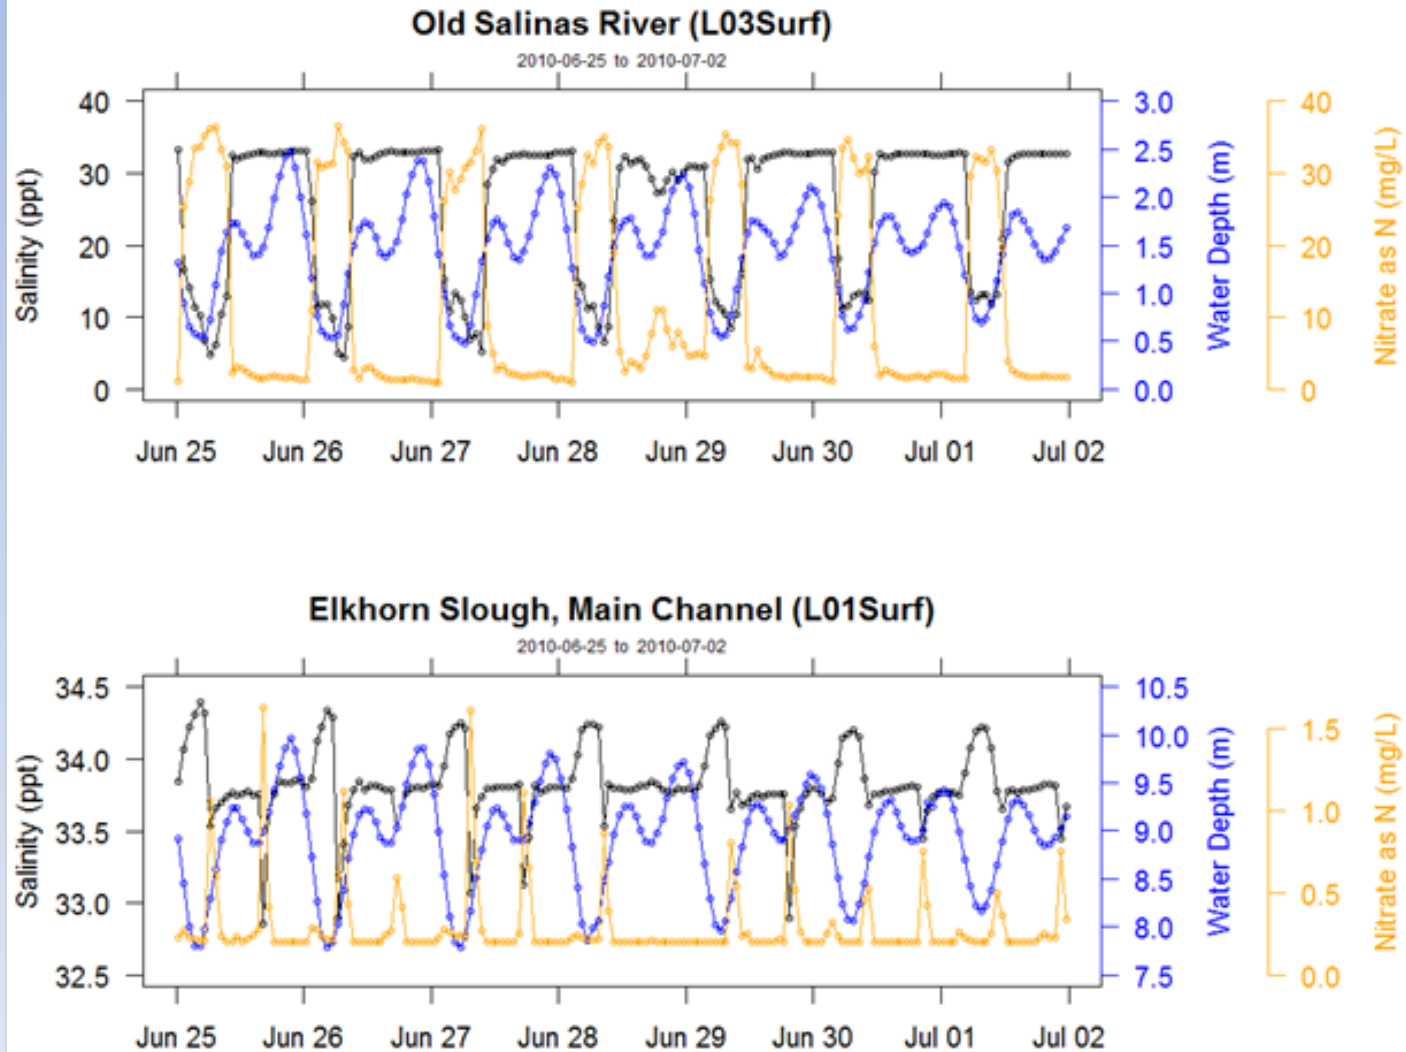 Old Salinas River (L03Surf)
2010-06-25 to 2010-07-02
40 3.0 40
30 2.5 30
2.0
20 1.5 20
1.0
10 0.5 10
0 0.0 0
Salinity (ppt)
Water Depth (m)
Nitrate as N (mg/L)
Jun 25 Jun 26 Jun 27 Jun 28 Jun 29 Jun 30 Jul 01 Jul 02
Elkhorn Slough, Main Channel (L01Surf)
2010-06-25 to 2010-07-02
34.5 10.5
34.0 10.0 1.5
9.5
33.5 9.0 1.0
33.0 8.5 0.5
8.0
32.5 7.5 0.0
Salinity (ppt)
Water Depth (m)
Nitrate as N (mg/L)
Jun 25 Jun 26 Jun 27 Jun 28 Jun 29 Jun 30 Jul 01 Jul 02